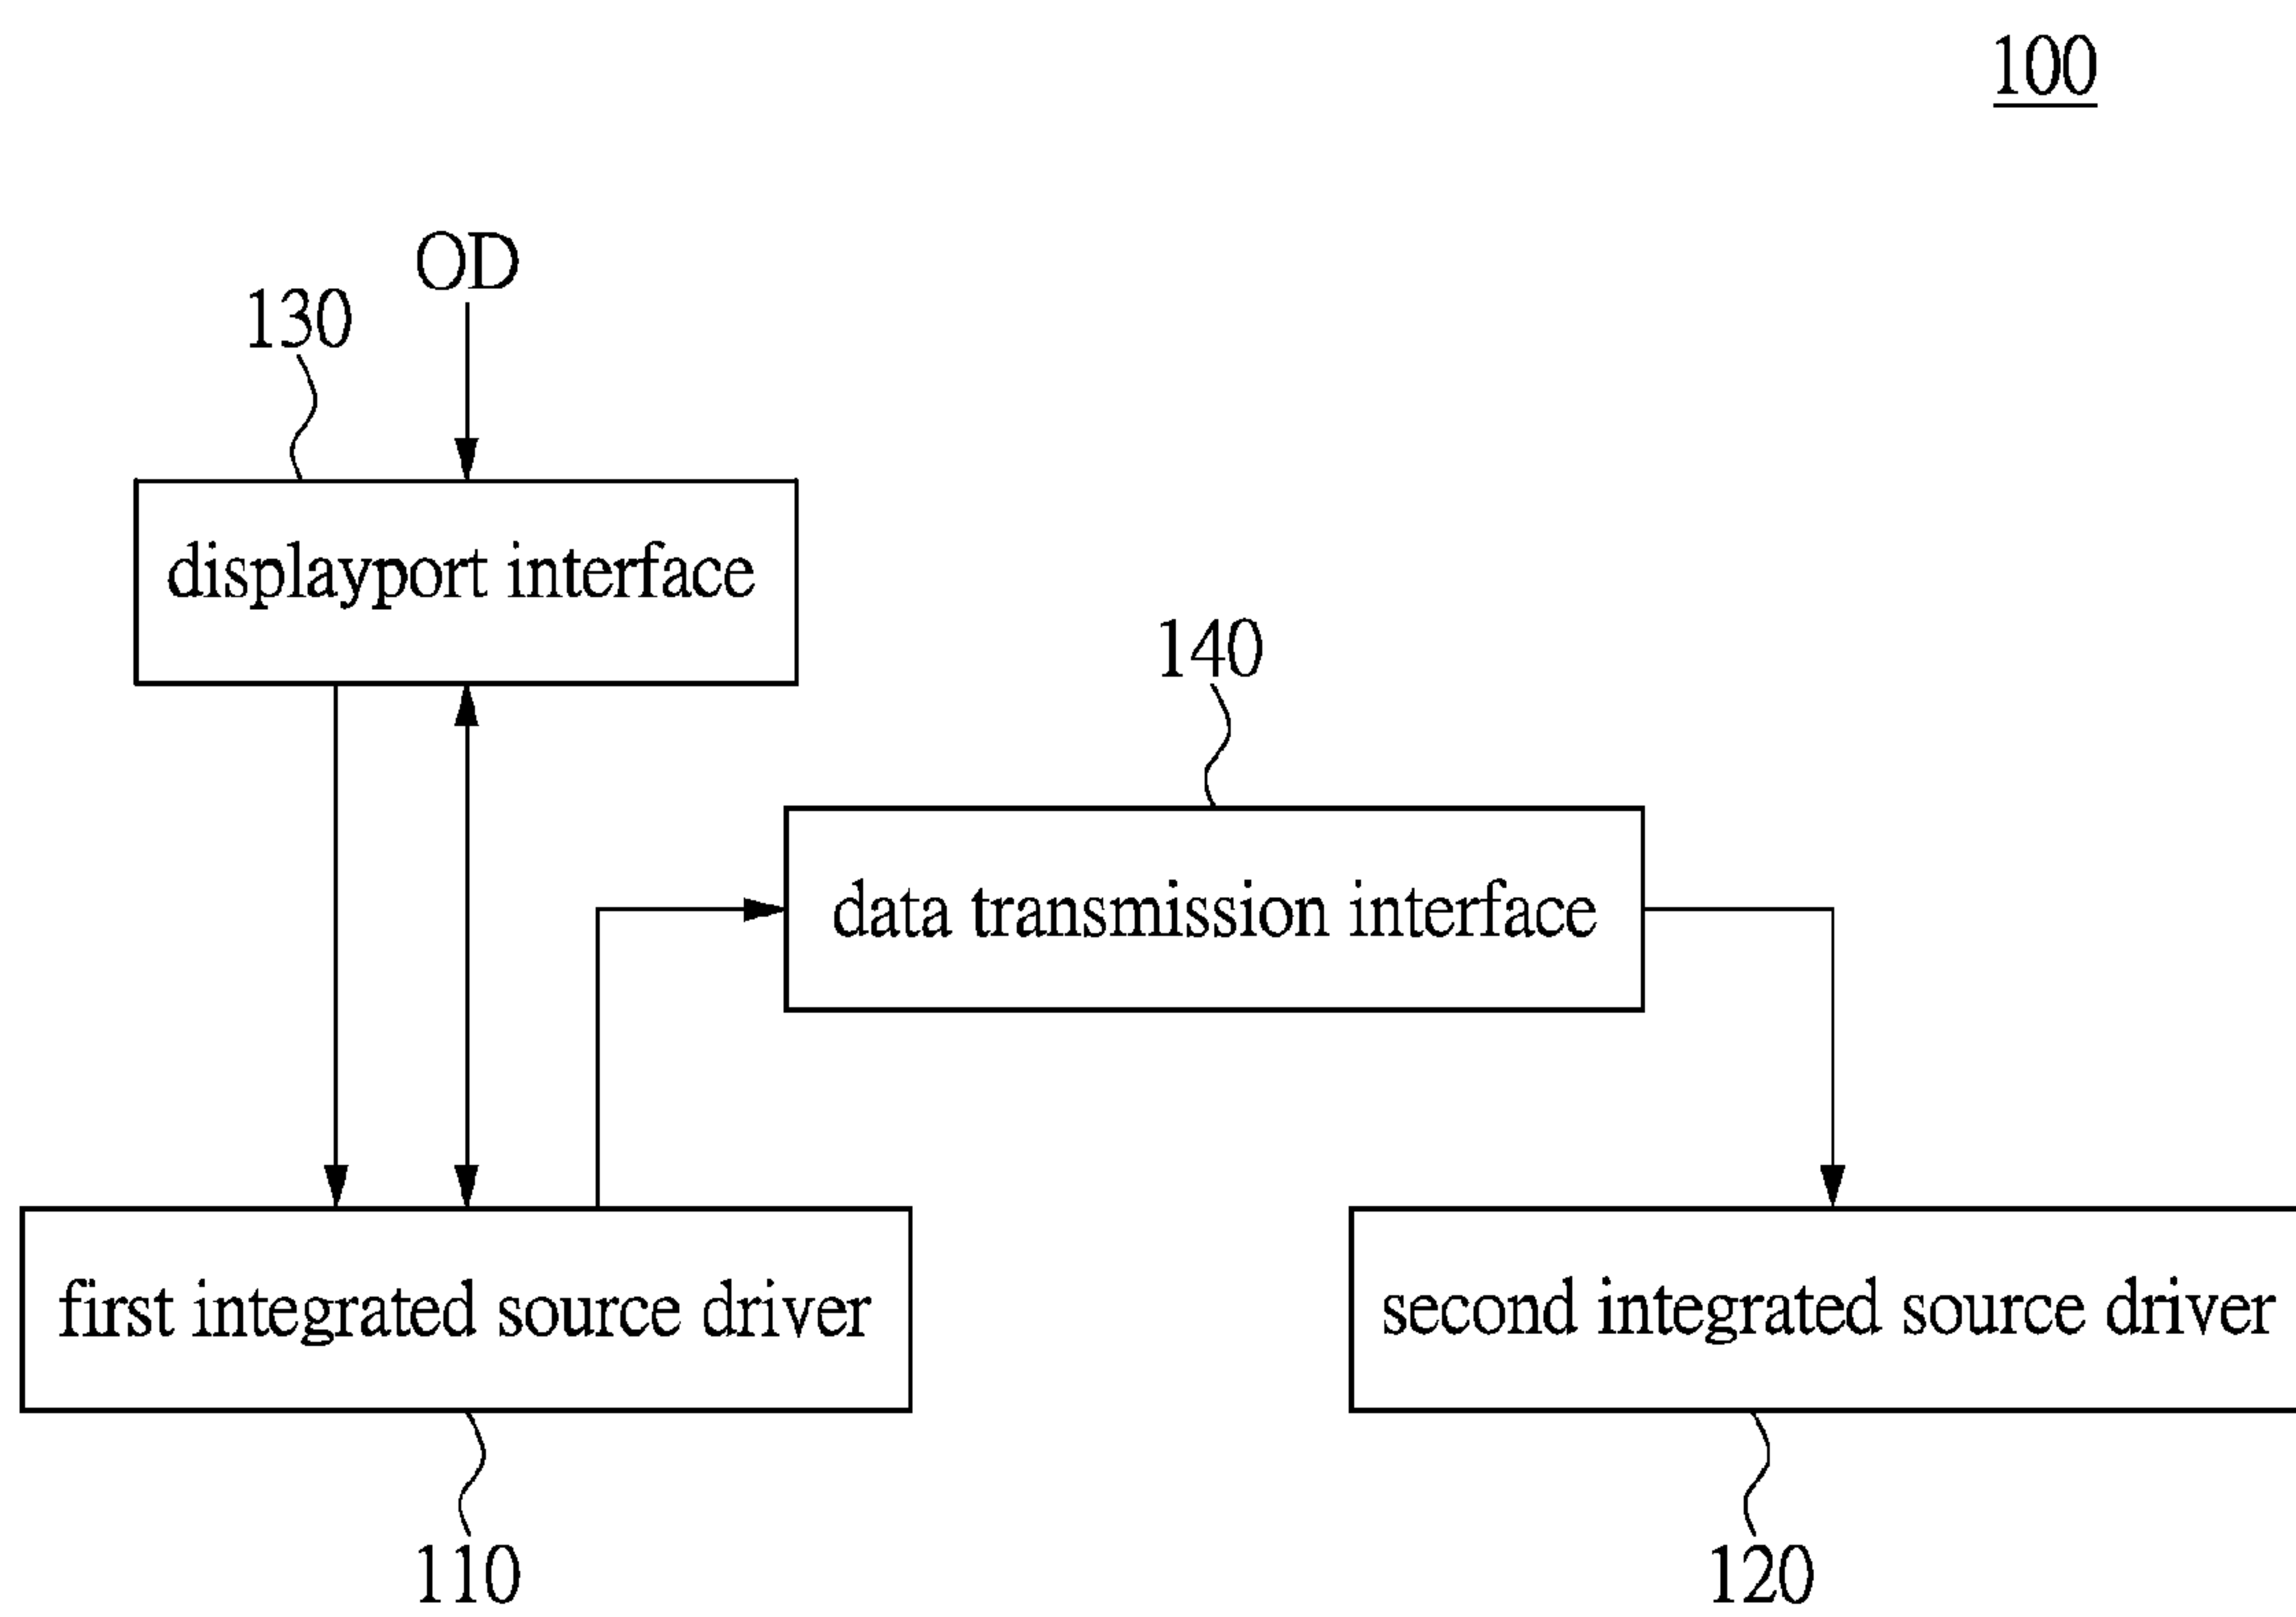 100
OD
130
displayport interface
140
data transmission interface
first integrated source driver
second integrated source driver
110
120